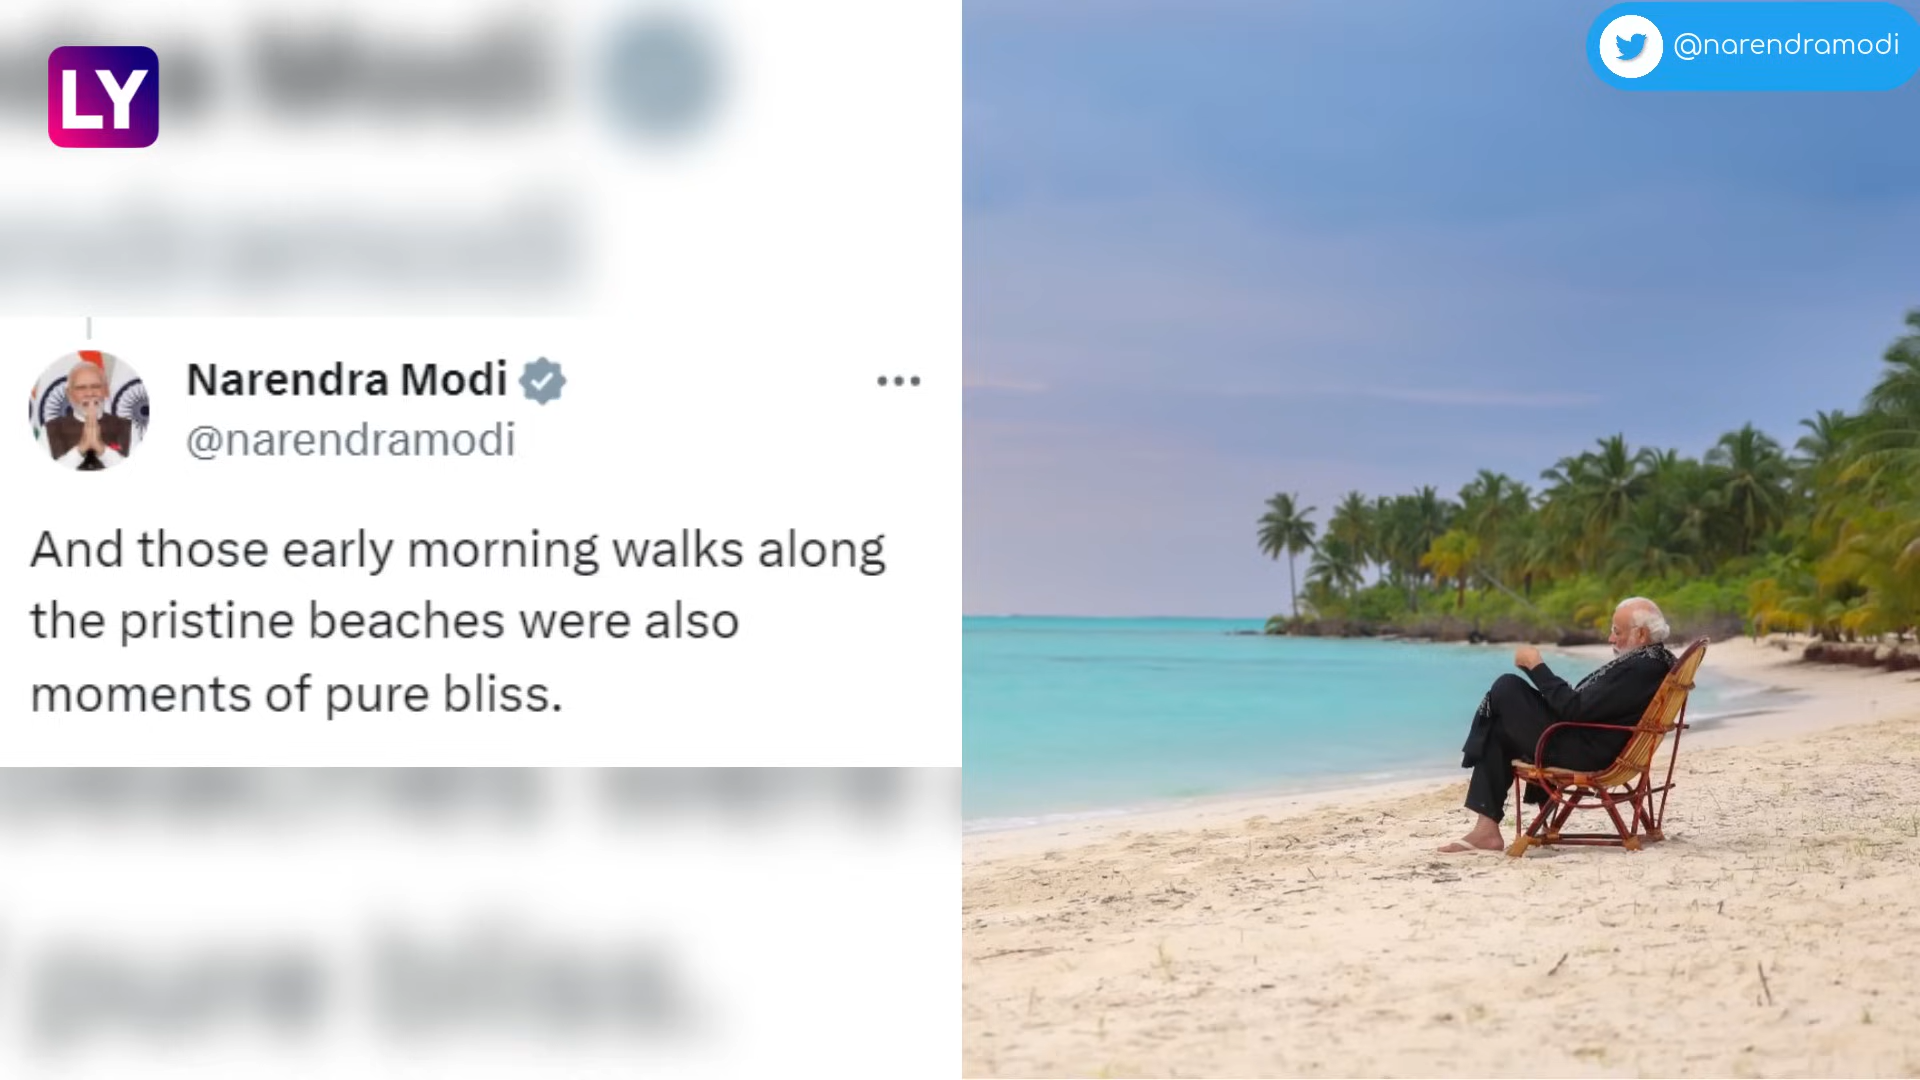 LY
@narendramodi
Narendra Modi
@narendramodi
And those early morning walks along
the pristine beaches were also
moments of pure bliss.